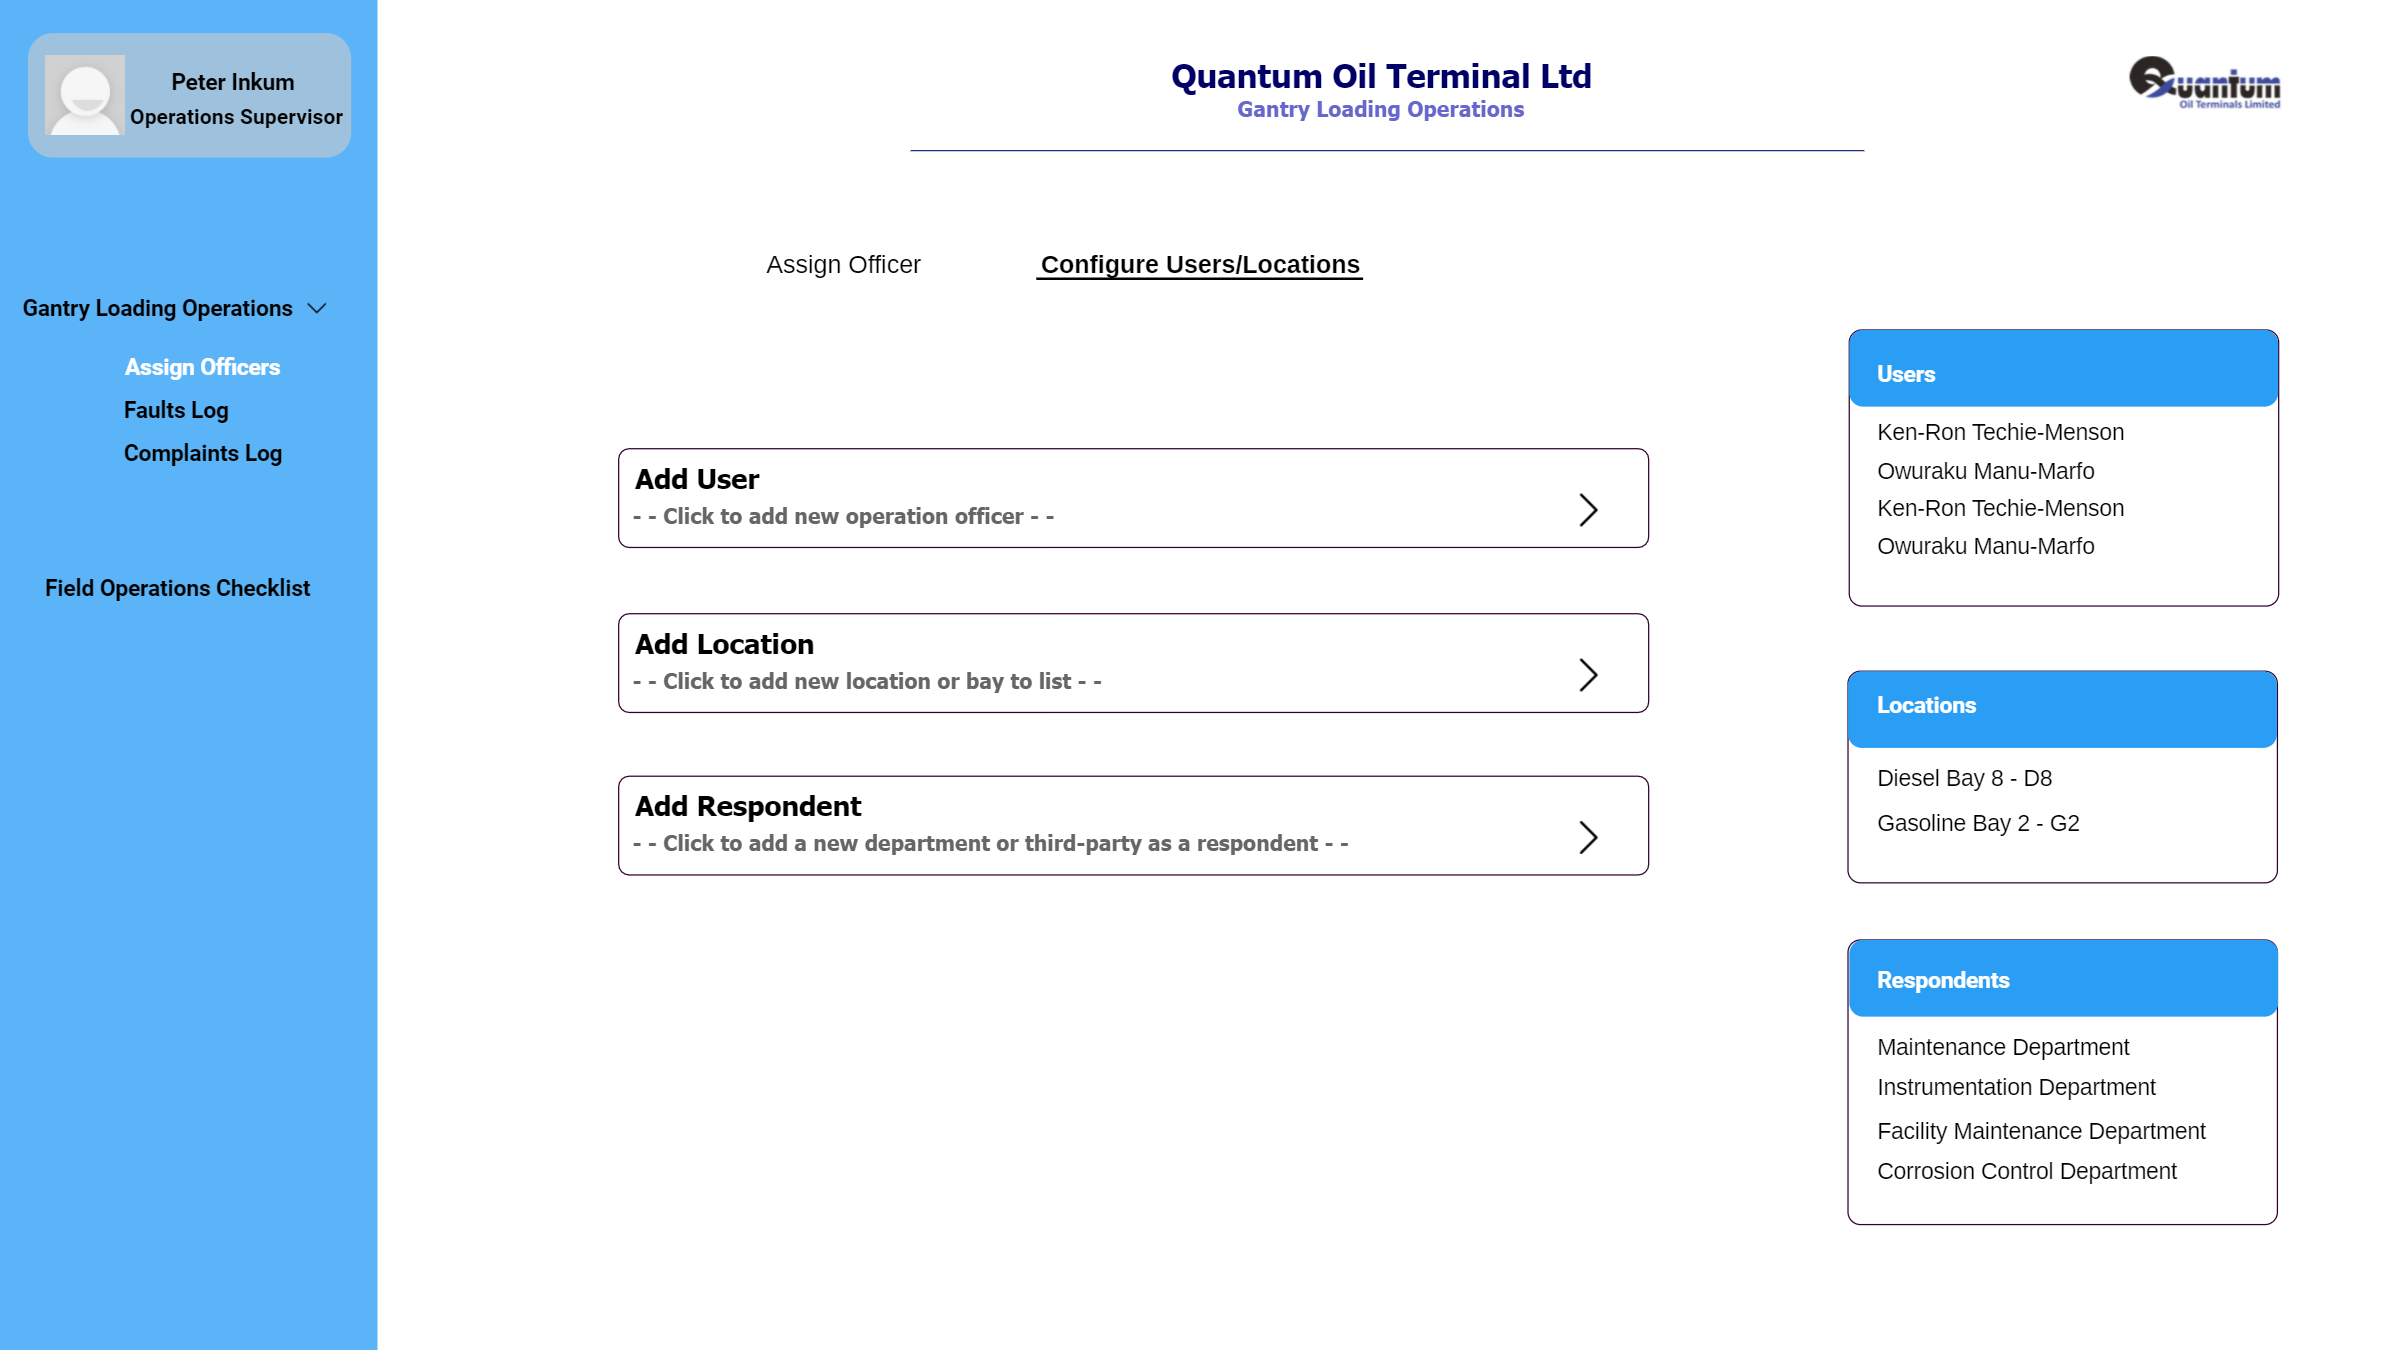 Peter Inkum
Operations Supervisor
Gantry Loading Operations
Assign Officers
Faults Log
Complaints Log
Field Operations Checklist
Quantum Oil Terminal Ltd
Gantry Loading Operations
Quantum
Oil Terminals Limited
Assign Officer
Configure Users/Locations
Add User
- - Click to add new operation officer - -
Add Location
- - Click to add new location or bay to list - -
Add Respondent
- - Click to add a new department or third-party as a respondent - -
Users
Ken-Ron Techie-Menson
Owuraku Manu-Marfo
Ken-Ron Techie-Menson
Owuraku Manu-Marfo
Locations
Diesel Bay 8 - D8
Gasoline Bay 2 - G2
Respondents
Maintenance Department
Instrumentation Department
Facility Maintenance Department
Corrosion Control Department